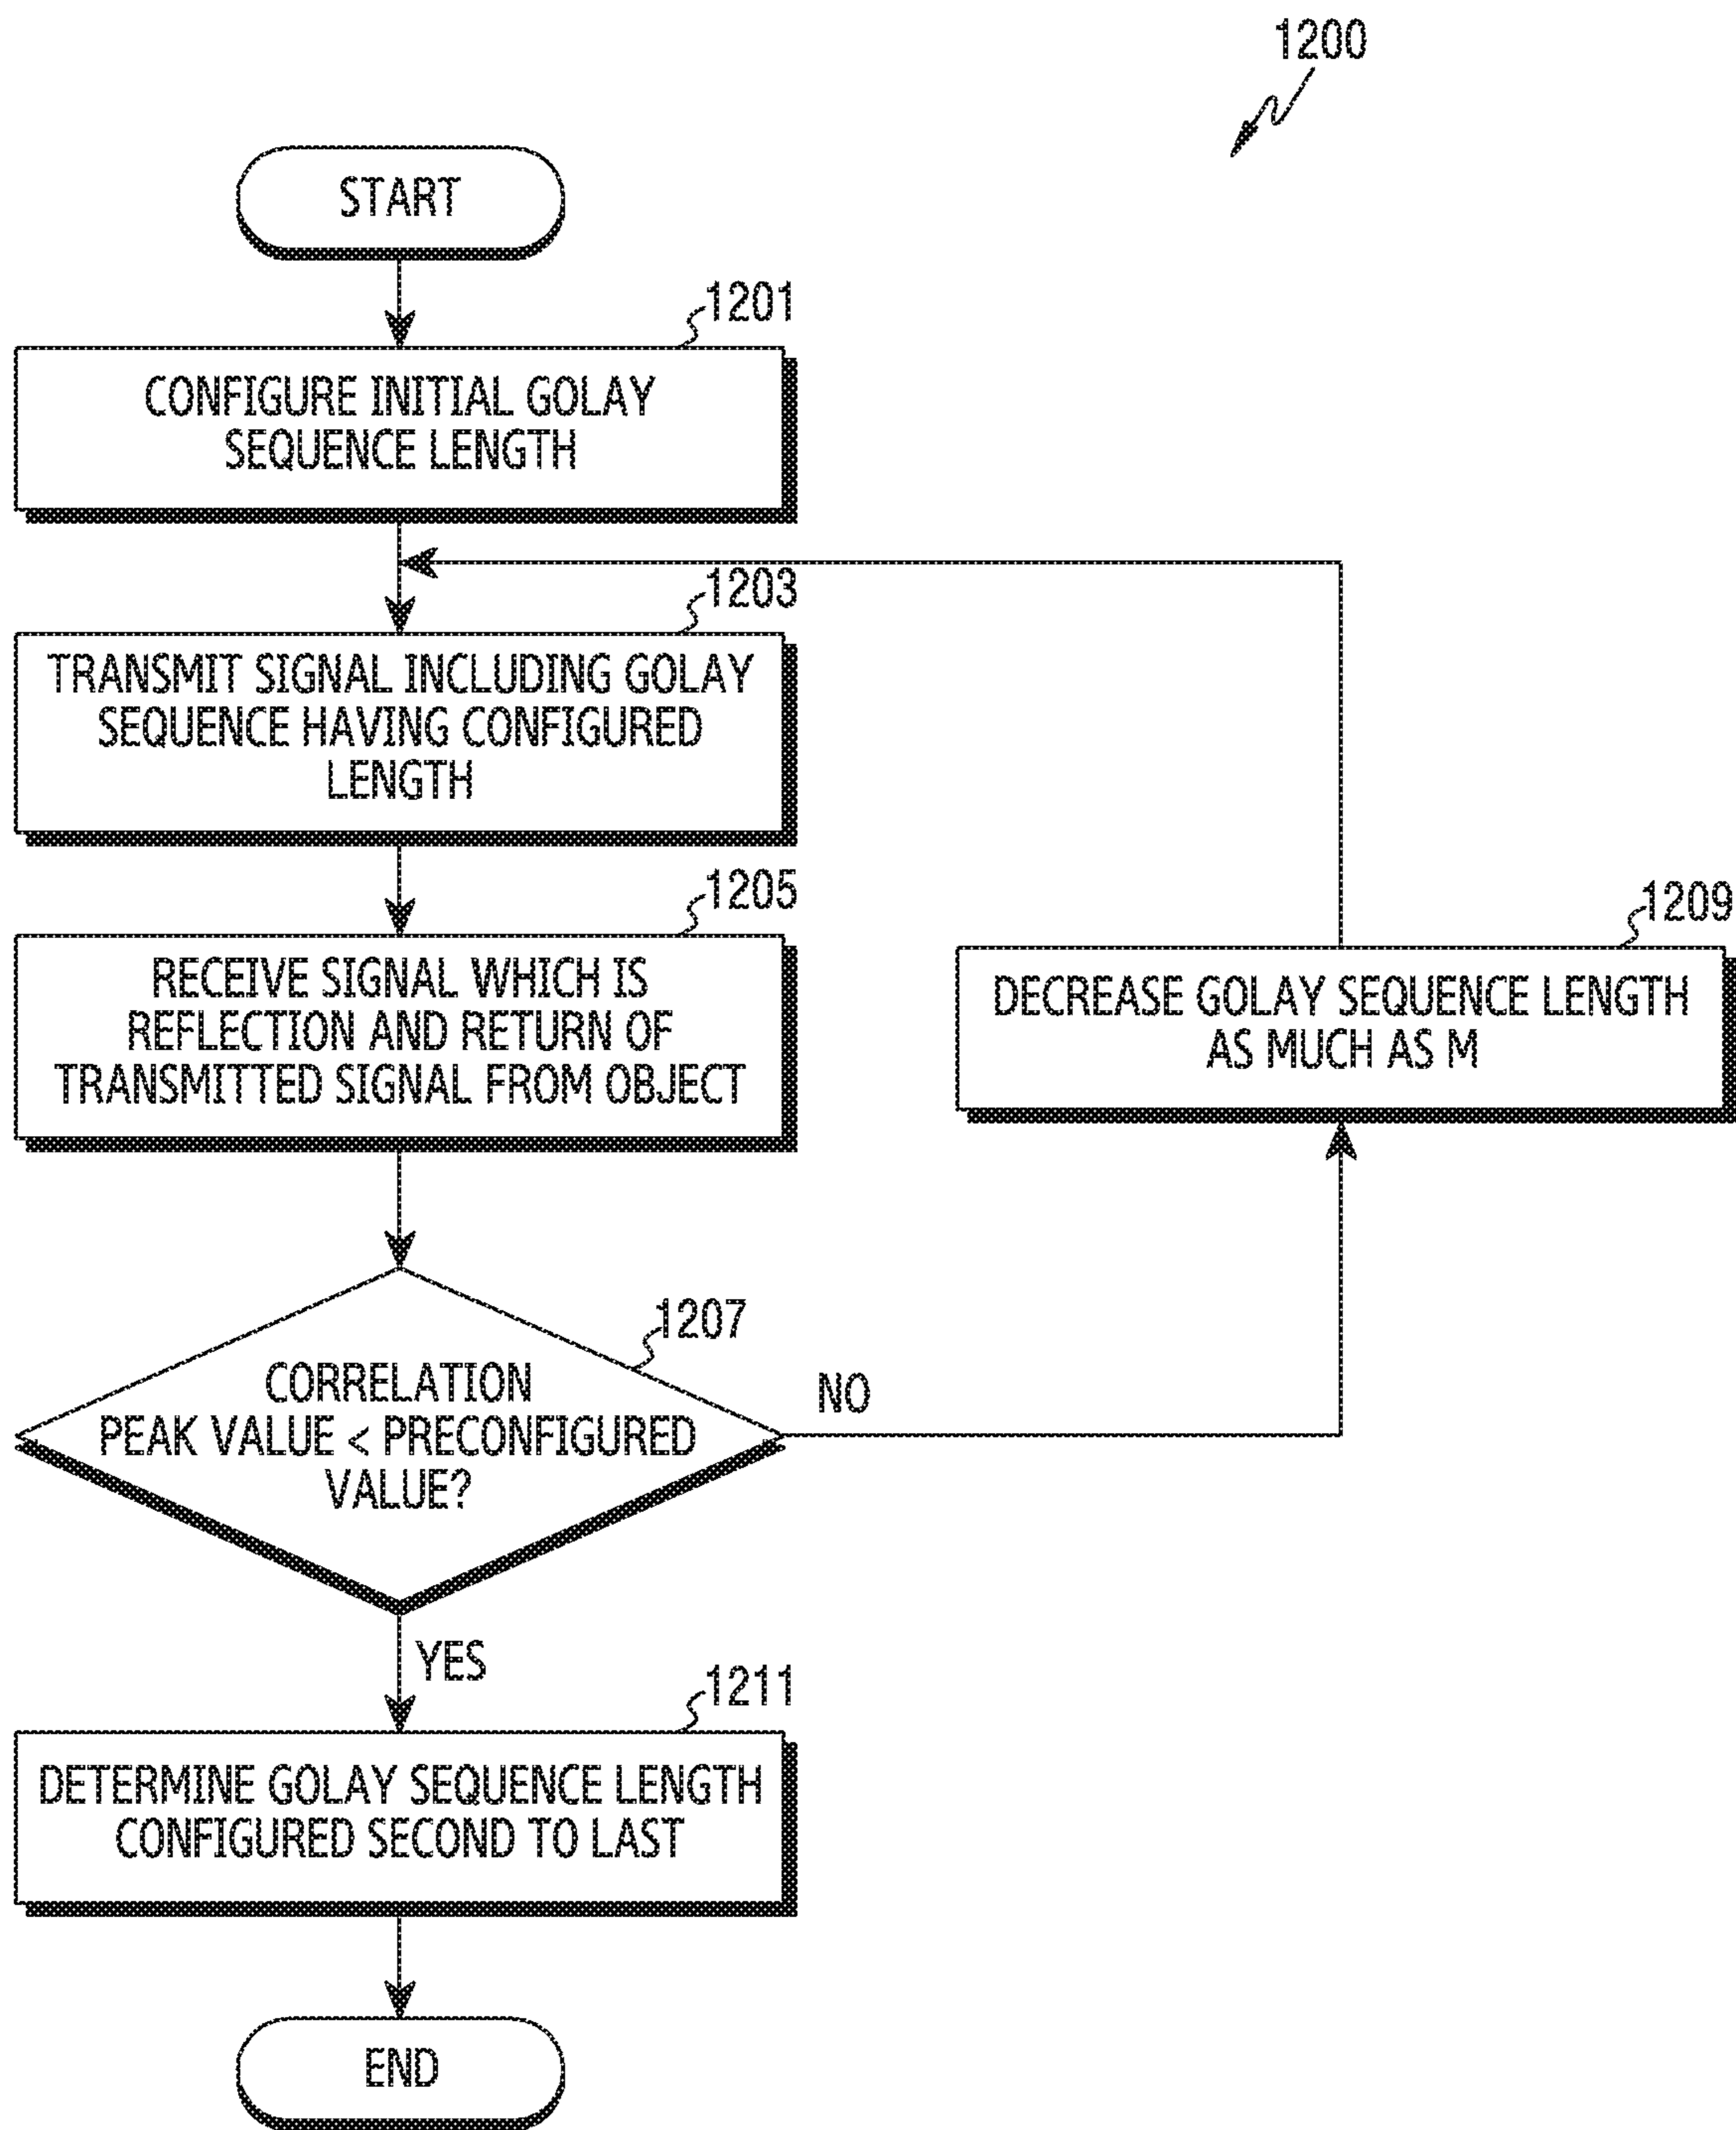 1200
START
1201
CONFIGURE INITIAL GOLAY
SEQUENCE LENGTH
1203
TRANSMIT SIGNAL INCLUDING GOLAY
SEQUENCE HAVING CONFIGURED
LENGTH
1205
RECEIVE SIGNAL WHICH IS
REFLECTION AND RETURN OF
TRANSMITTED SIGNAL FROM OBJECT
1209
DECREASE GOLAY SEQUENCE LENGTH
AS MUCH AS M
1207
CORRELATION
PEAK VALUE < PRECONFIGURED
VALUE?
NO
YES
1211
DETERMINE GOLAY SEQUENCE LENGTH
CONFIGURED SECOND TO LAST
END